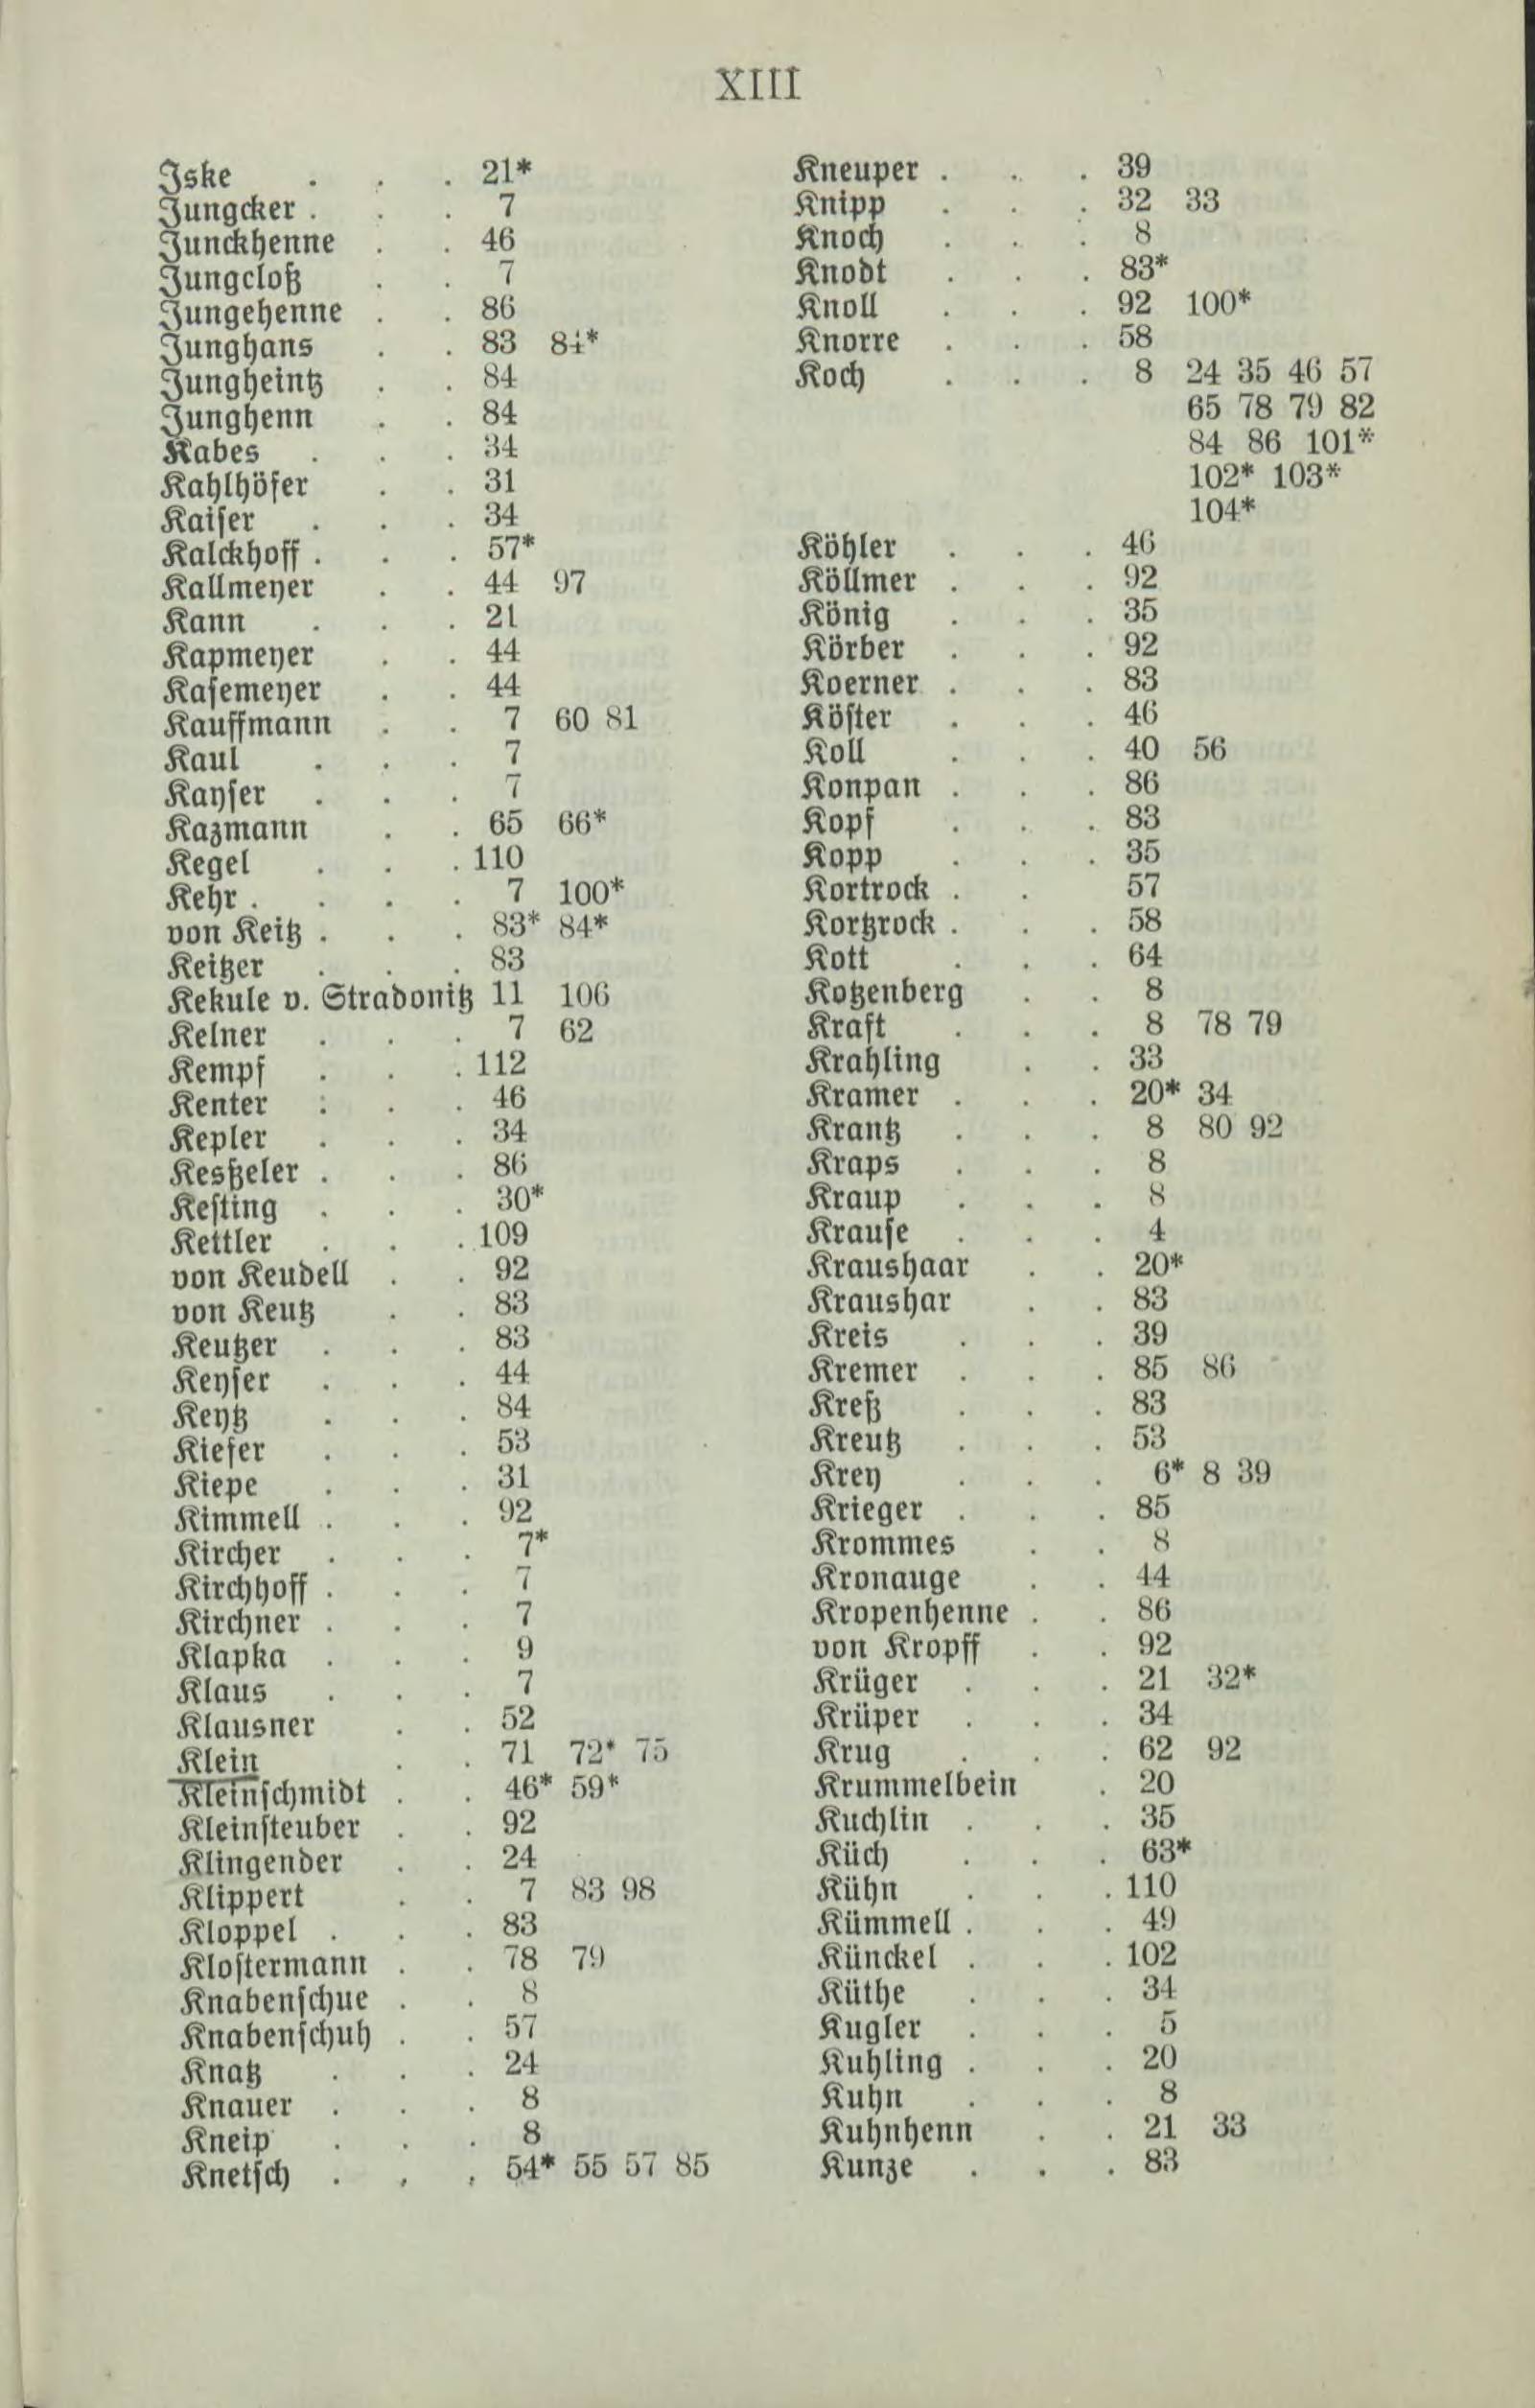 XIII
Jske . . . 21*
Jungcker . . . 7
Junckhenne . . 46
Jungcloß . . 7
Jungehenne . . 86
Junghans . . 83 84*
Jungheintz . . 84
Junghenn . . 84
Kabes . . . 34
Kahlhöfer . . 31
Kaiser . . . 34
Kalckhoff . . . 57*
Kallmeyer . . 44 97
Kann . . . 21
Kapmeyer . . 44
Kasemeyer . . 44
Kauffmann . . 7 60 81
Kaul . . . 7
Kayser . . . 7
Kazmann . . 65 66*
Kegel . . . 110
Kehr . . . . 7 100*
von Keitz . . . 83* 84*
Keitzer . . . 83
Kekule v. Stradonitz 11 106
Kelner . . . 7 62
Kempf . . . 112
Kenter : . . 46
Kepler . . . 34
Kesßeler . . . 86
Kesting . . . 30*
Kettler . . . 109
von Keudell . . 92
von Keutz . . 83
Keutzer . . . 83
Keyser . . . 44
Keytz . . . 84
Kiefer . . . 53
Kiepe . . . 31
Kimmell . . . 92
Kircher . . . 7*
Kirchhoff . . . 7
Kirchner . . . 7
Klapka . . . 9
Klaus . . . 7
Klausner . . 52
Klein . . 71 72* 75
Kleinschmidt . . 46* 59*
Kleinsteuber . . 92
Klingender . . 24
Klippert . . 7 83 98
Kloppel . . . 83
Klostermann . . 78 79
Knabenschue . . 8
Knabenschuh . . 57
Knatz . . . 24
Knauer . . . 8
Kneip . . . 8
Knetsch . . . 54* 55 57 85
Kneuper . . . 39
Knipp . . . 32 33
Knoch . . . 8
Knodt . . . 83*
Knoll . . . 92 100*
Knorre . . . 58
Koch . . . 8 24 35 46 57
65 78 79 82
84 86 101*
102* 103*
104*
Köhler . . . 46
Köllmer . . . 92
König . . . 35
Körber . . . 92
Koerner . . . 83
Köster . . . 46
Koll . . . 40 56
Konpan . . . 86
Kopf . . . 83
Kopp . . . 35
Kortrock . . 57
Kortzrock . . . 58
Kott . . . 64
Kotzenberg . . 8
Kraft . . . 8 78 79
Krahling . . 33
Kramer . . . 20* 34
Krantz . . . 8 80 92
Kraps . . . 8
Kraup . . . 8
Krause . . . 4
Kraushaar . . 20*
Kraushar . . 83
Kreis . . . 39
Kremer . . . 85 86
Kreß . . . 83
Kreutz . . . 53
Krey . . . 6* 8 39
Krieger . . . 85
Krommes . . 8
Kronauge . . 44
Kropenhenne . . 86
von Kropff . . 92
Krüger . . . 21 32*
Krüper . . . 34
Krug . . . 62 92
Krummelbein . 20
Kuchlin . . . 35
Küch . . . 63*
Kühn . . . 110
Kümmell . . . 49
Künckel . . . 102
Küthe . . . 34
Kugler . . . 5
Kuhling . . . 20
Kuhn . . . 8
Kuhnhenn . . 21 33
Kunze . . . 83